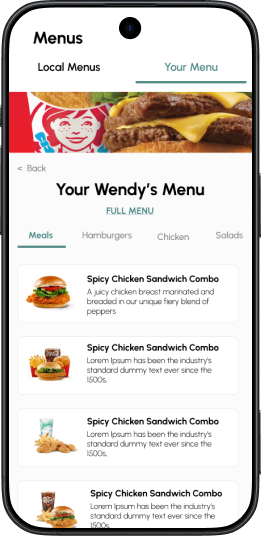 Menus
Local Menus
Your Menu
< Back
Your Wendy's Menu
FULL MENU
Meals
Hamburgers
Chicken
Salads
Spicy Chicken Sandwich Combo
A juicy chicken breast marinated and
breaded in our unique fiery blend of
peppers
Spicy Chicken Sandwich Combo
Lorem Ipsum has been the industry's
standard dummy text ever since the
1500s,
Spicy Chicken Sandwich Combo
Lorem Ipsum has been the industry's
standard dummy text ever since the
1500s,
Spicy Chicken Sandwich Combo
Lorem Ipsum has been the industry's
standard dummy text ever since the
1500s,